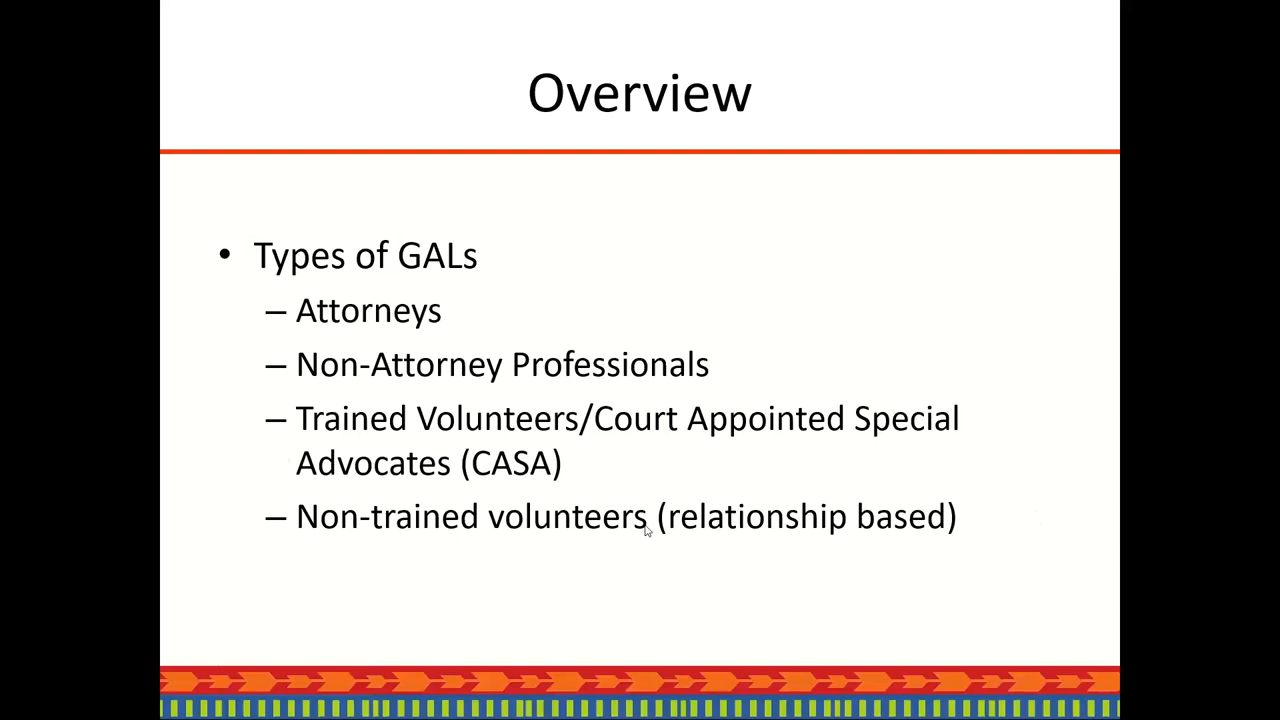 Overview
• Types of GALs
– Attorneys
– Non-Attorney Professionals
– Trained Volunteers/Court Appointed Special
Advocates (CASA)
– Non-trained volunteers (relationship based)